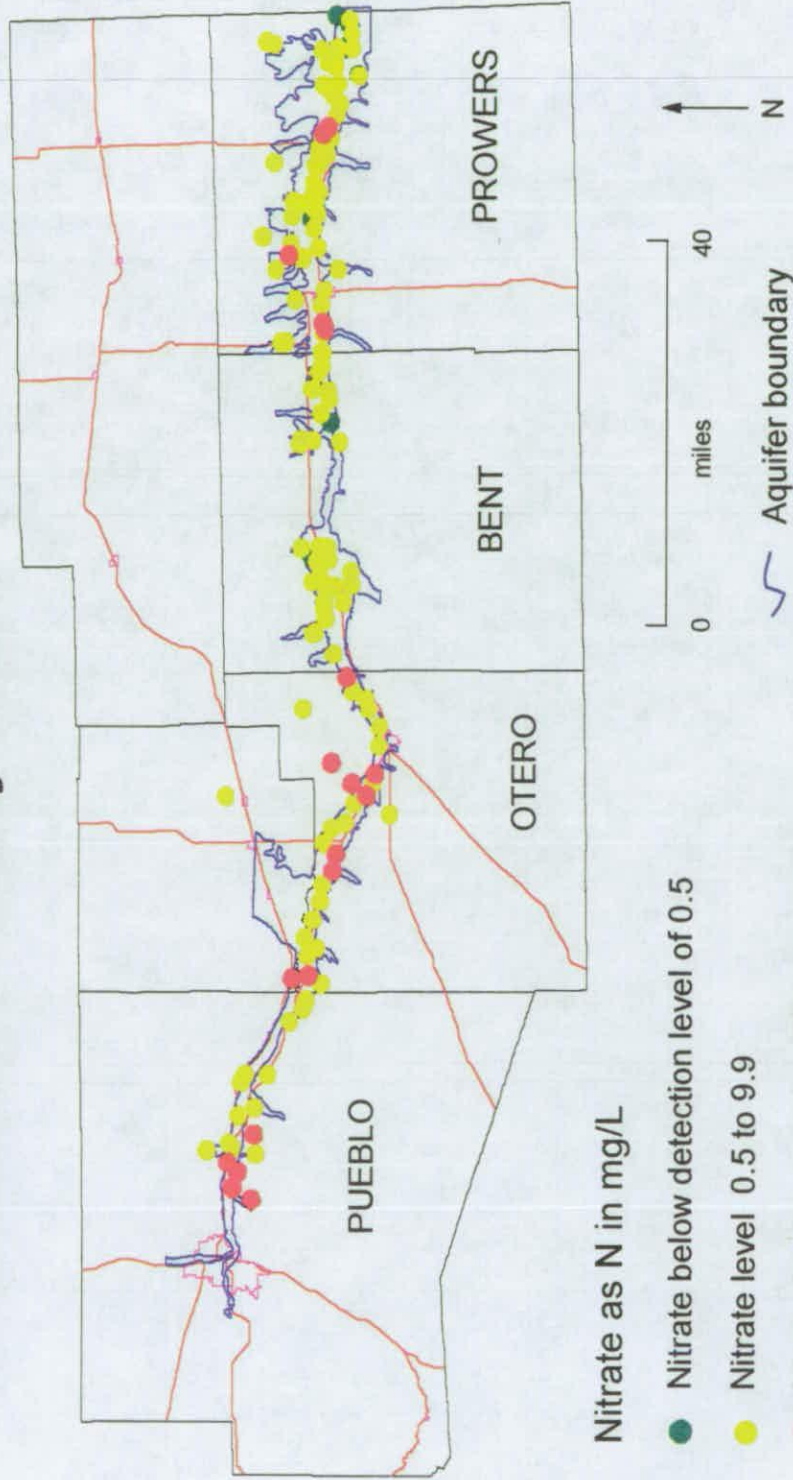 PUEBLO
OTERO
BENT
PROWERS
Nitrate as N in mg/L
Nitrate below detection level of 0.5
Nitrate level 0.5 to 9.9
0 miles 40
Aquifer boundary
N